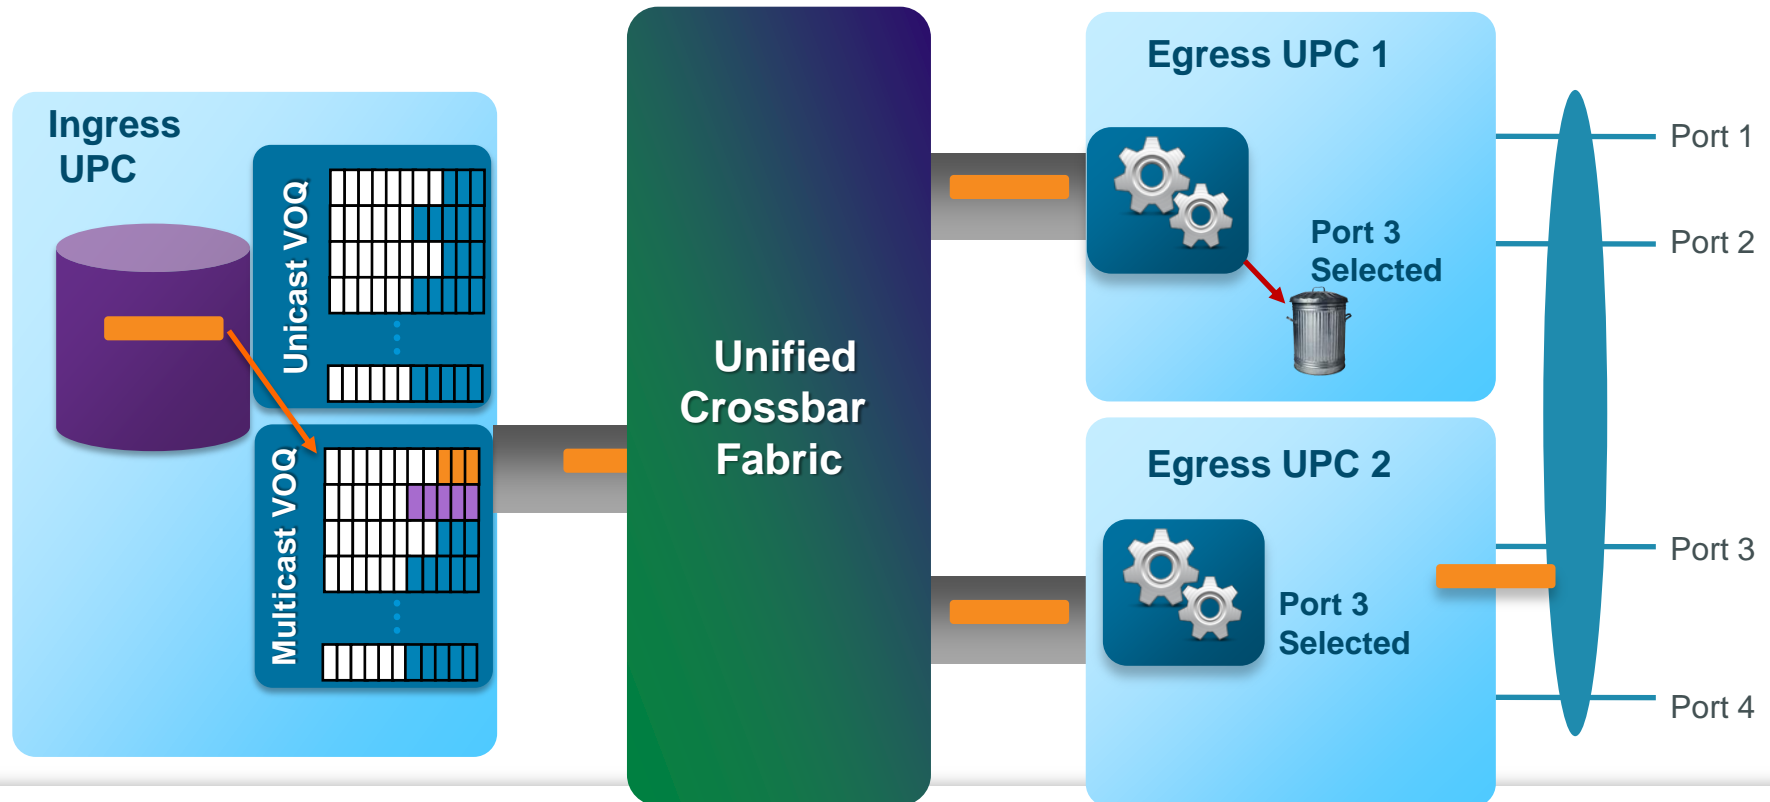 Ingress
UPC
Unicast VOQ
Multicast VOQ
Unified
Crossbar
Fabric
Egress UPC 1
Port 3
Selected
Egress UPC 2
Port 3
Selected
Port 1
Port 2
Port 3
Port 4